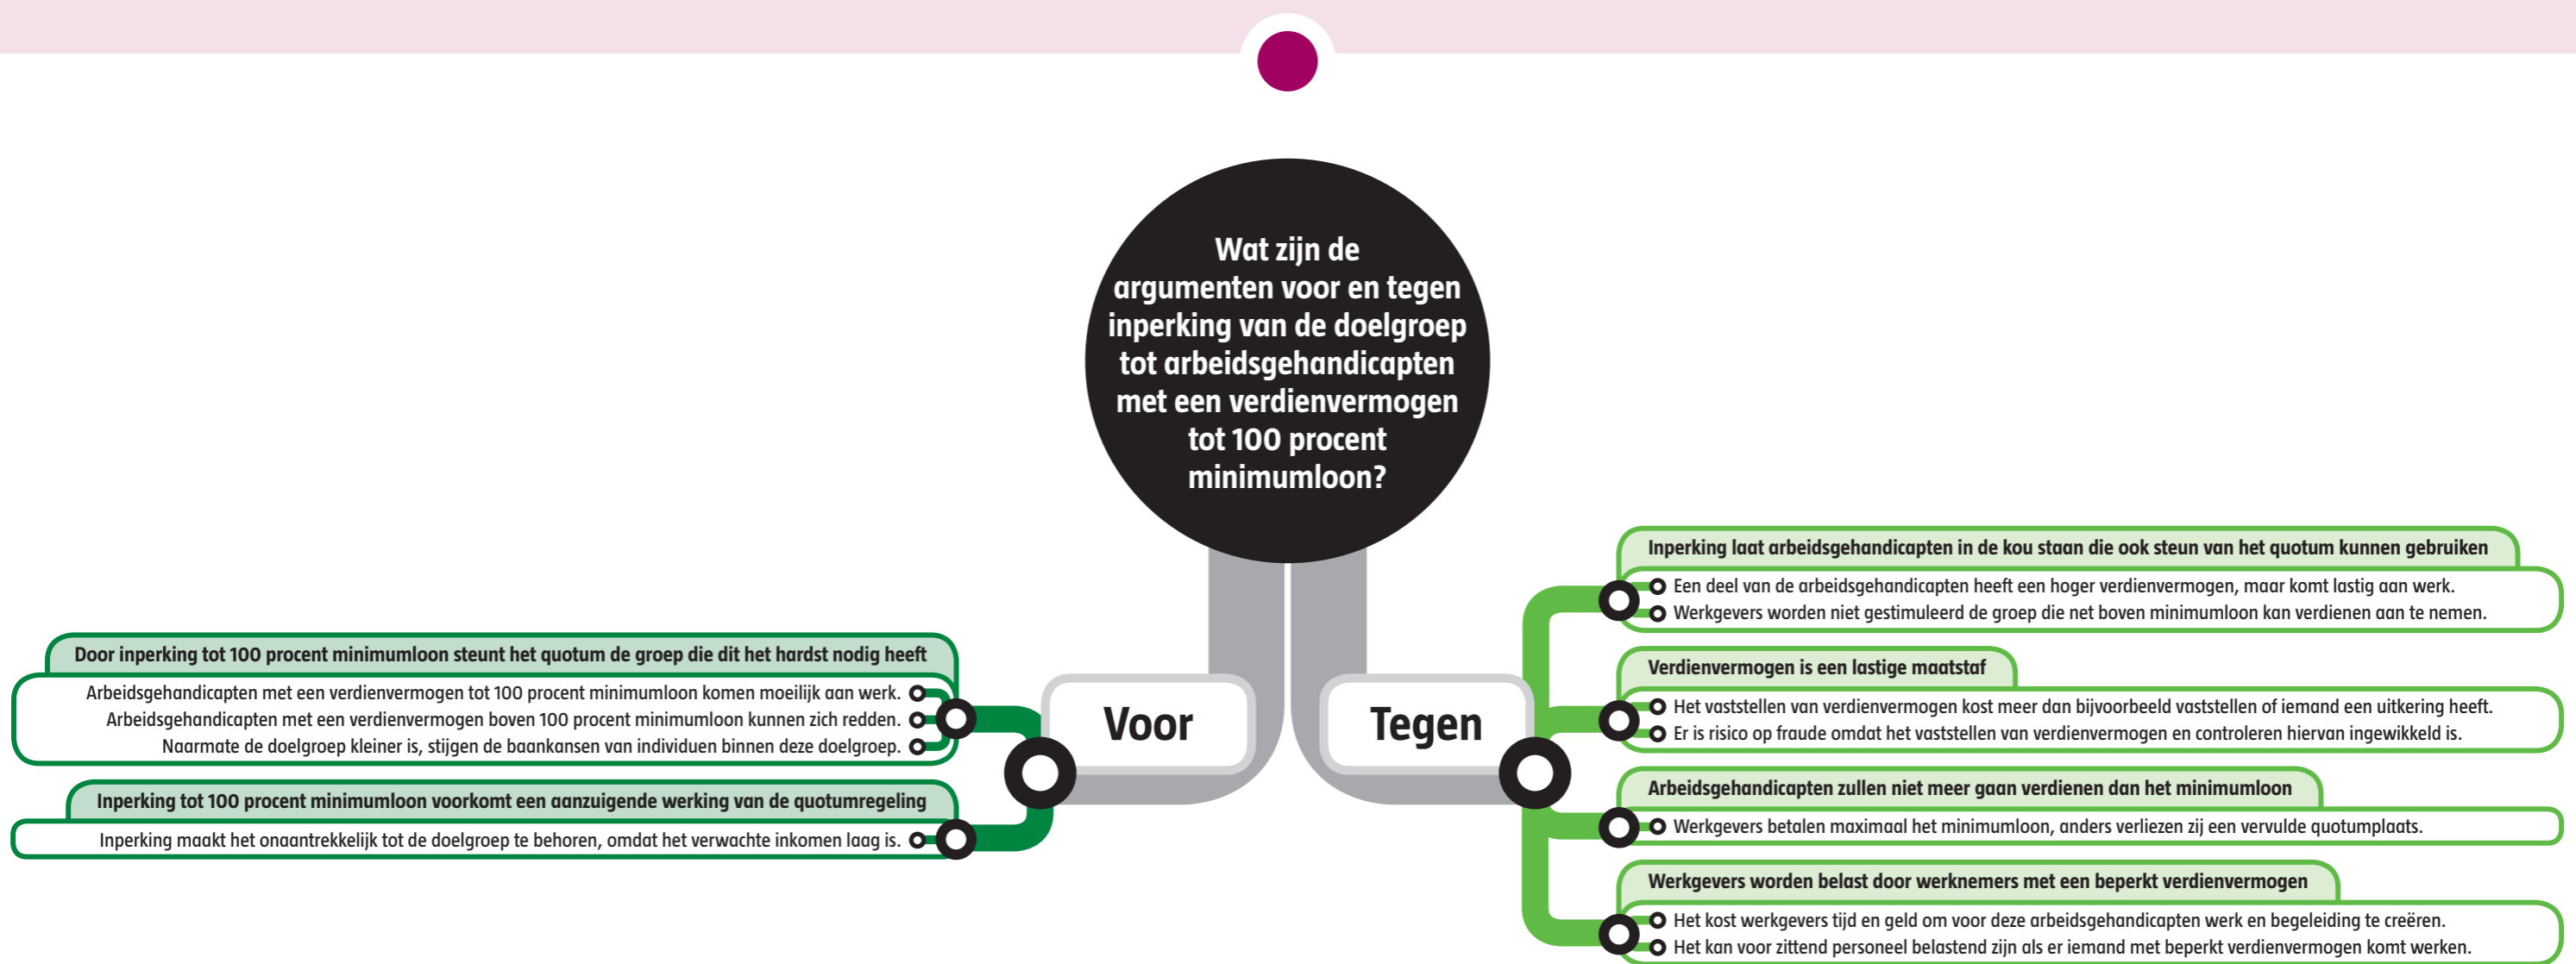 Wat zijn de
argumenten voor en tegen
inperking van de doelgroep
tot arbeidsgehandicapten
met een verdienvermogen
tot 100 procent
minimumloon?
Voor
Door inperking tot 100 procent minimumloon steunt het quotum de groep die dit het hardst nodig heeft
Arbeidsgehandicapten met een verdienvermogen tot 100 procent minimumloon komen moeilijk aan werk.
Arbeidsgehandicapten met een verdienvermogen boven 100 procent minimumloon kunnen zich redden.
Naarmate de doelgroep kleiner is, stijgen de baankansen van individuen binnen deze doelgroep.
Inperking tot 100 procent minimumloon voorkomt een aanzuigende werking van de quotumregeling
Inperking maakt het onaantrekkelijk tot de doelgroep te behoren, omdat het verwachte inkomen laag is.
Tegen
Inperking laat arbeidsgehandicapten in de kou staan die ook steun van het quotum kunnen gebruiken
Een deel van de arbeidsgehandicapten heeft een hoger verdienvermogen, maar komt lastig aan werk.
Werkgevers worden niet gestimuleerd de groep die net boven minimumloon kan verdienen aan te nemen.
Verdienvermogen is een lastige maatstaf
Het vaststellen van verdienvermogen kost meer dan bijvoorbeeld vaststellen of iemand een uitkering heeft.
Er is risico op fraude omdat het vaststellen van verdienvermogen en controleren hiervan ingewikkeld is.
Arbeidsgehandicapten zullen niet meer gaan verdienen dan het minimumloon
Werkgevers betalen maximaal het minimumloon, anders verliezen zij een vervulde quotumplaats.
Werkgevers worden belast door werknemers met een beperkt verdienvermogen
Het kost werkgevers tijd en geld om voor deze arbeidsgehandicapten werk en begeleiding te creëren.
Het kan voor zittend personeel belastend zijn als er iemand met beperkt verdienvermogen komt werken.